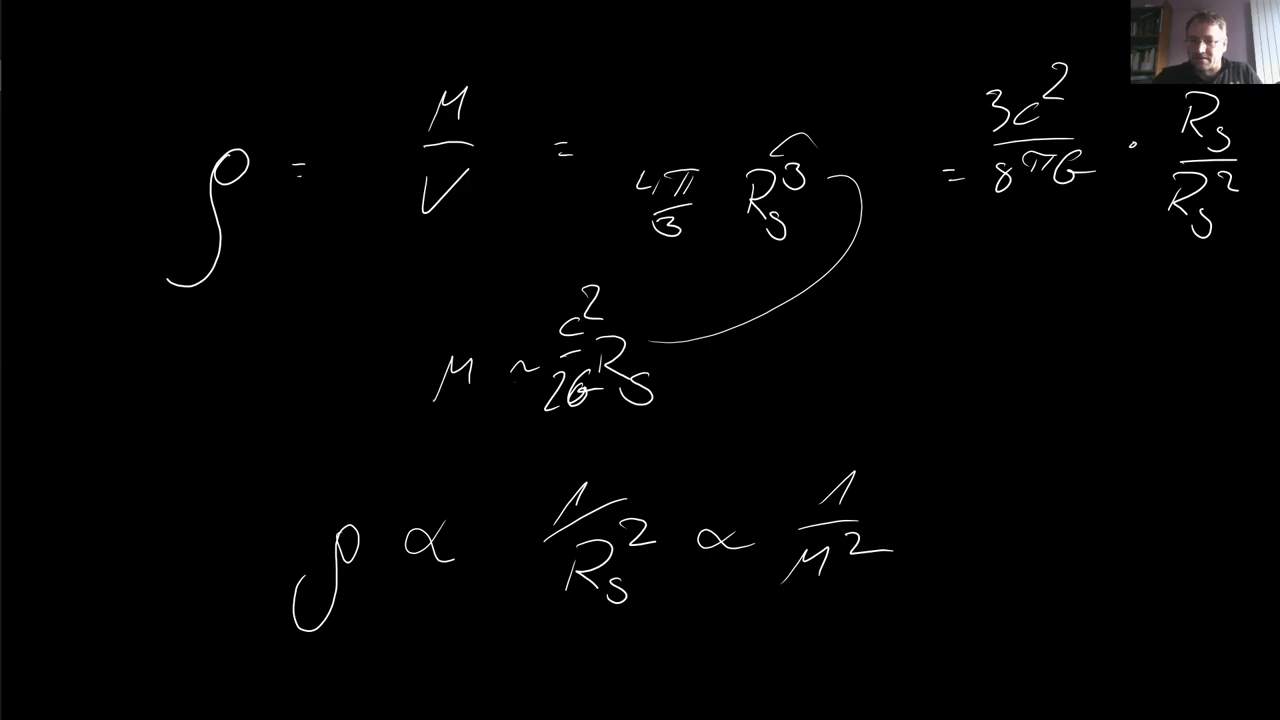 ρ = M/V = 4π/3 R_s^3 = 3c^2/8πG · R_s/R_s^2
M ~ c^2/2G R_s
ρ ∝ 1/R_s^2 ∝ 1/M^2